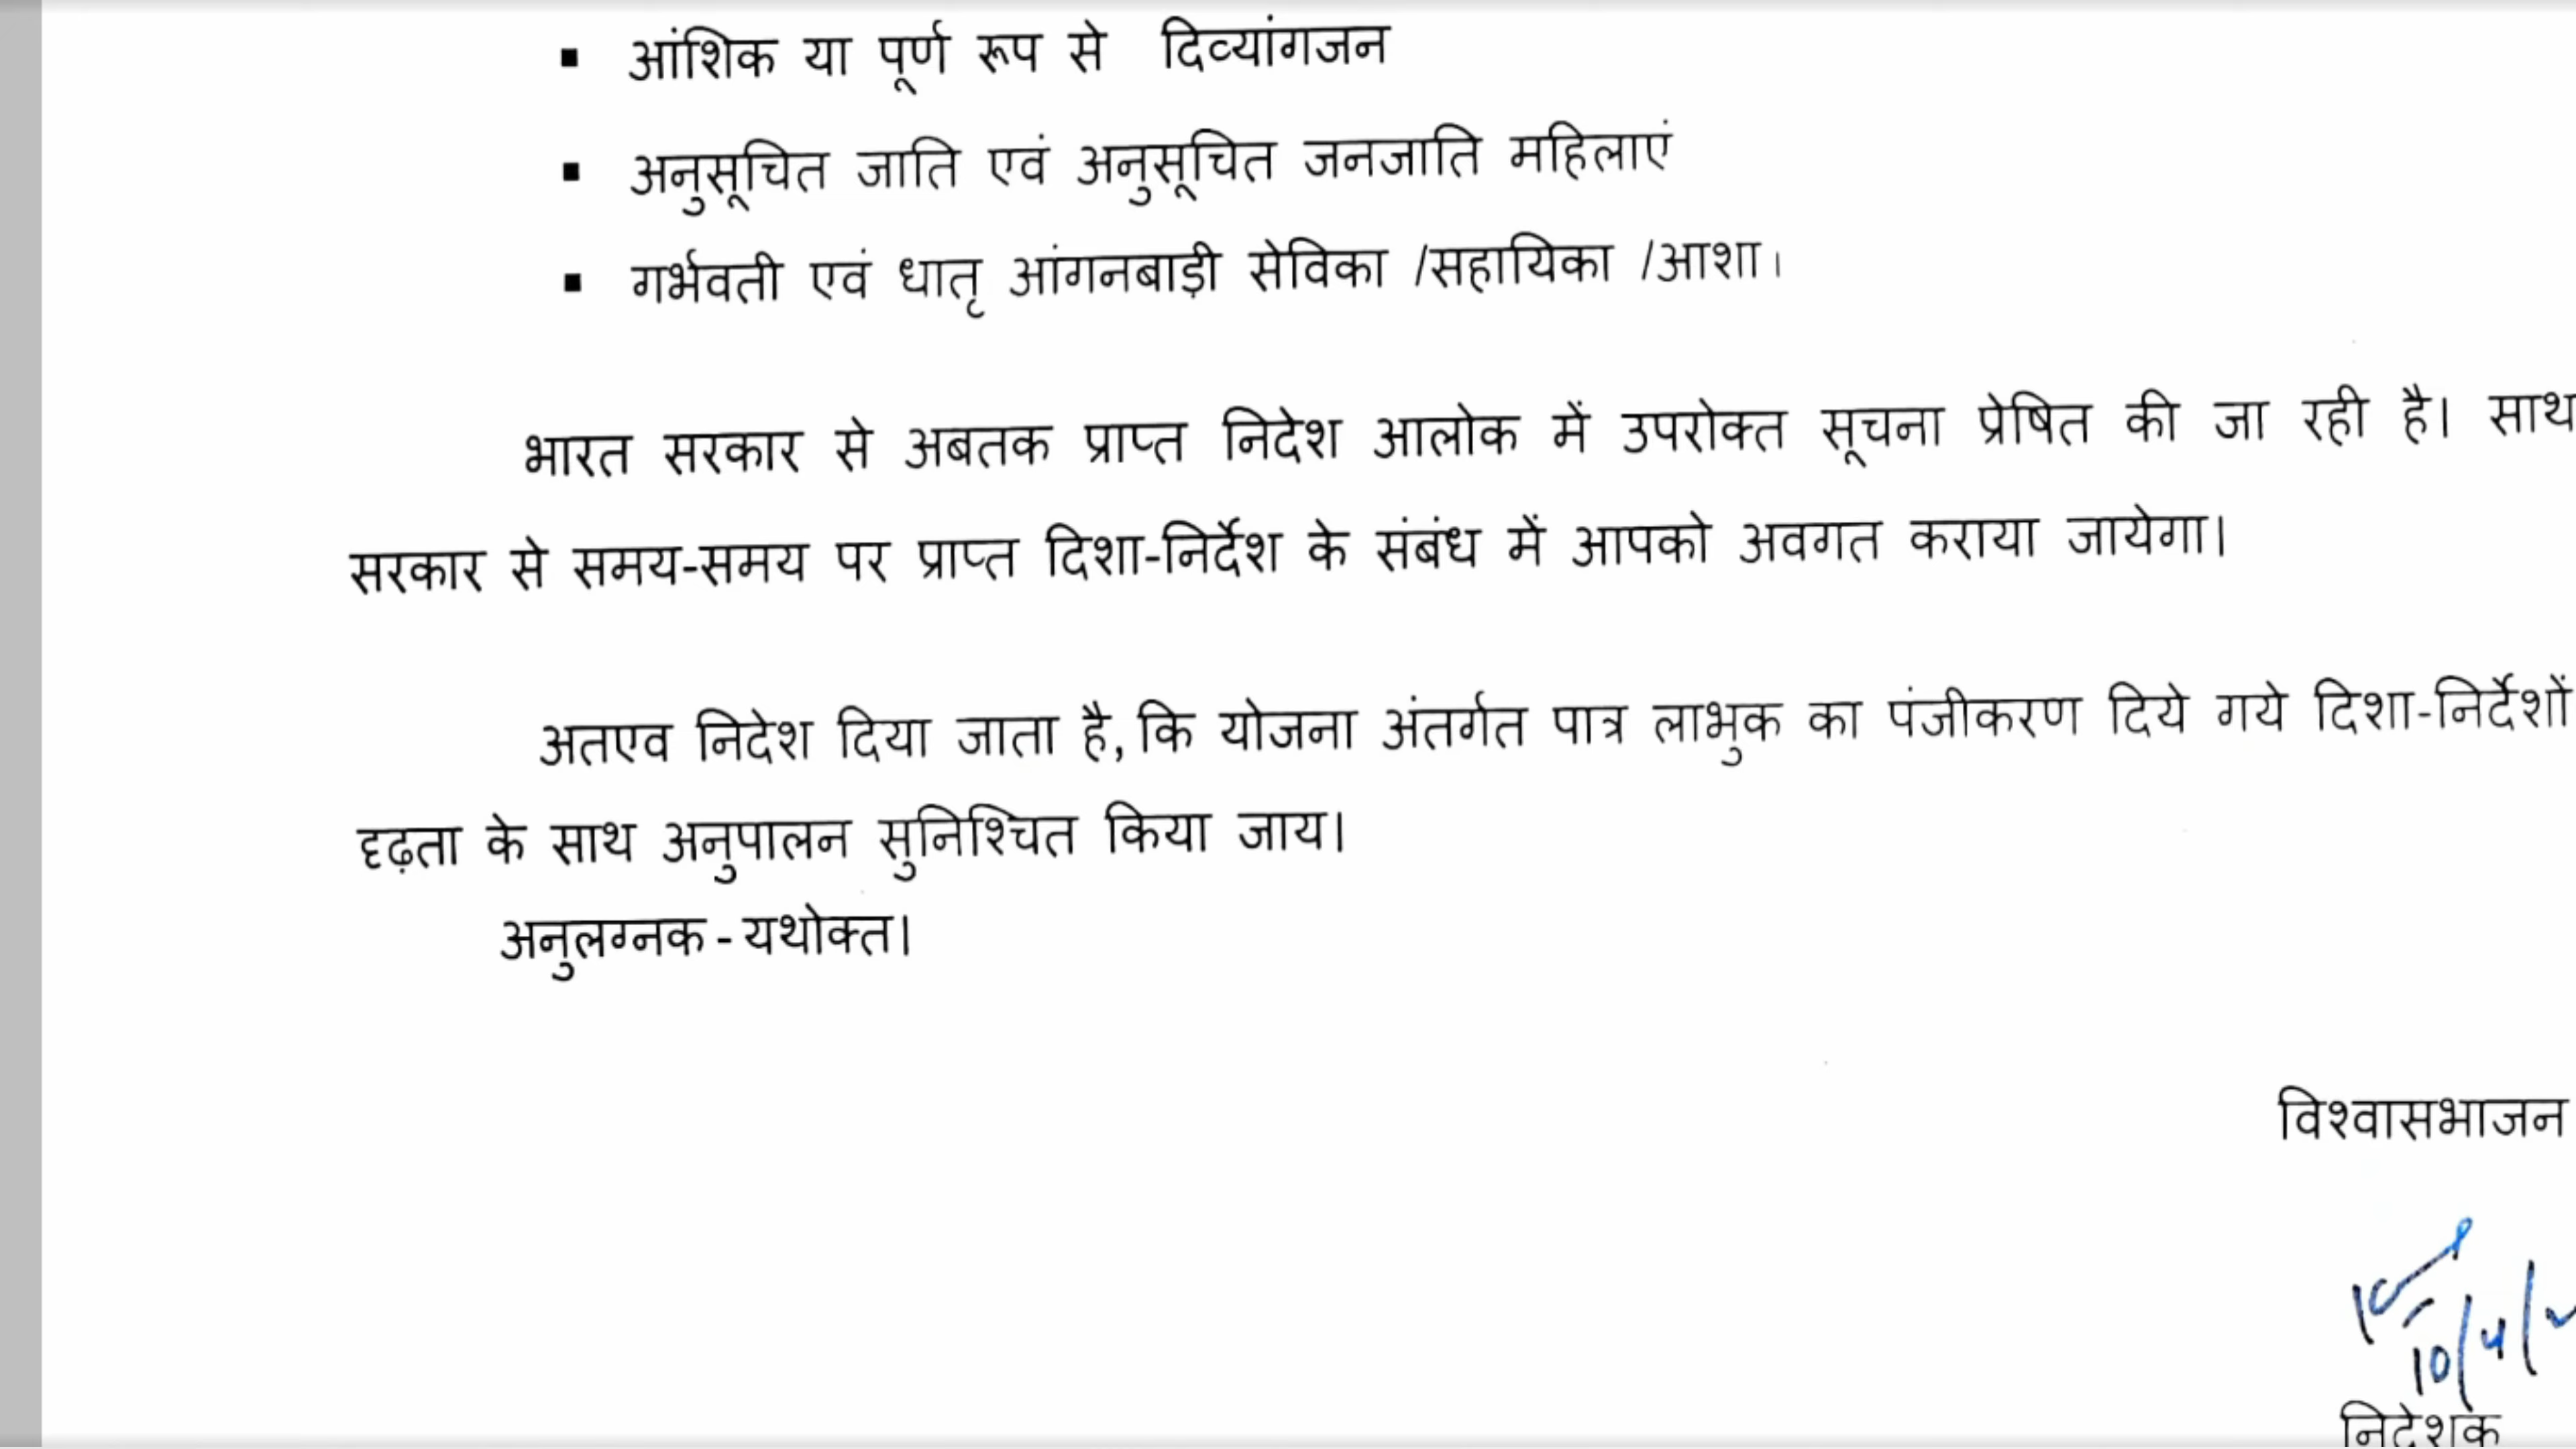 ▪ आंशिक या पूर्ण रूप से दिव्यांगजन
▪ अनुसूचित जाति एवं अनुसूचित जनजाति महिलाएं
▪ गर्भवती एवं धातृ आंगनबाड़ी सेविका /सहायिका /आशा।
भारत सरकार से अबतक प्राप्त निदेश आलोक में उपरोक्त सूचना प्रेषित की जा रही है। साथ
सरकार से समय-समय पर प्राप्त दिशा-निर्देश के संबंध में आपको अवगत कराया जायेगा।
अतएव निदेश दिया जाता है, कि योजना अंतर्गत पात्र लाभुक का पंजीकरण दिये गये दिशा-निर्देशों
दृढ़ता के साथ अनुपालन सुनिश्चित किया जाय।
अनुलग्नक - यथोक्त।
विश्वासभाजन
10/4/
निदेशक